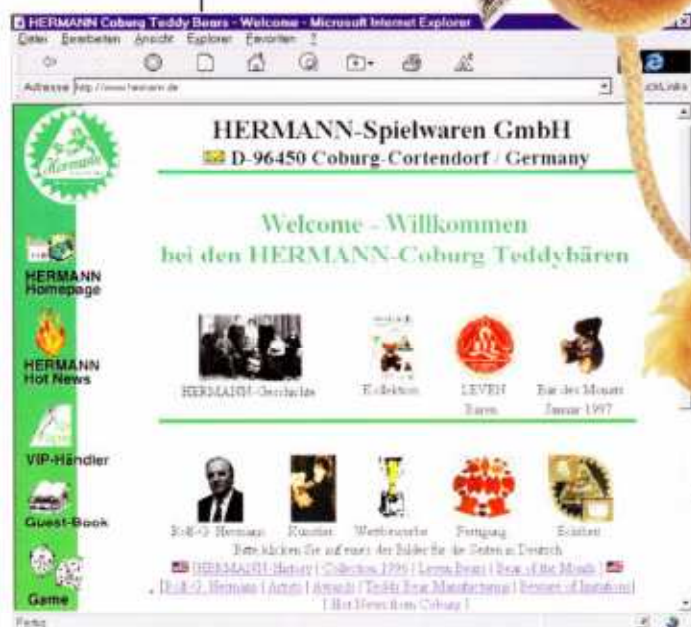 HERMANN Coburg Teddy Bears - Welcome - Microsoft Internet Explorer
Datei Bearbeiten Ansicht Explorer Favoriten ?
Adresse http://www.hermann.de
Links
HERMANN-Spielwaren GmbH
D-96450 Coburg-Cortendorf / Germany
Hermann
Welcome - Willkommen
bei den HERMANN-Coburg Teddybären
HERMANN
Homepage
HERMANN
Hot News
VIP-Händler
Guest-Book
Game
HERMANN-Geschichte
Kollektion
LEVEN
Bären
Bär des Monats
Januar 1997
Rolf-G. Hermann
Künstler
Wettbewerbe
Fertigung
Bitte klicken Sie auf eines der Bilder für die Seiten in Deutsch
[HERMANN-History | Collection 1996 | Leven Bears | Bear of the Month |
[Rolf-G. Hermann | Artists | Awards | Teddy Bear Manufacturing | Beware of Imitations]
[ Hot News from Coburg ]
Fertig